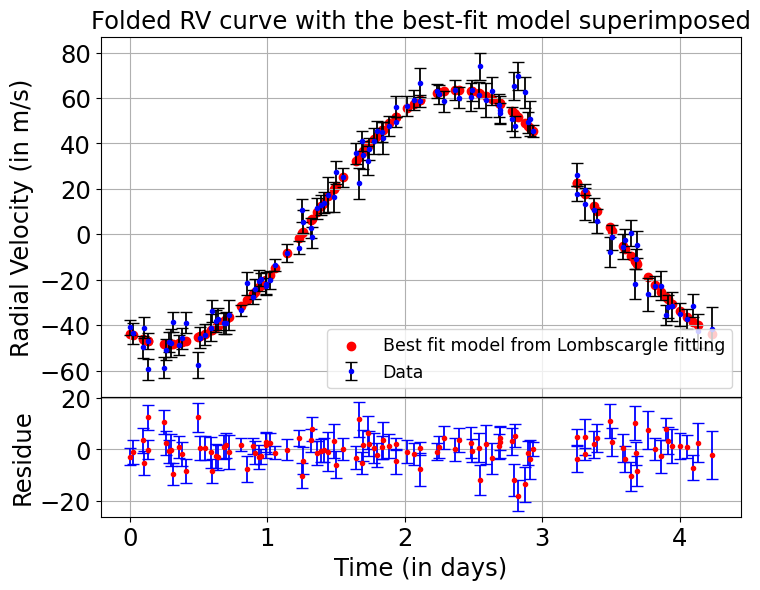 Folded RV curve with the best-fit model superimposed
80
60
40
20
0
−20
−40
−60
Radial Velocity (in m/s)
Best fit model from Lombscargle fitting
Data
20
0
−20
Residue
0 1 2 3 4
Time (in days)